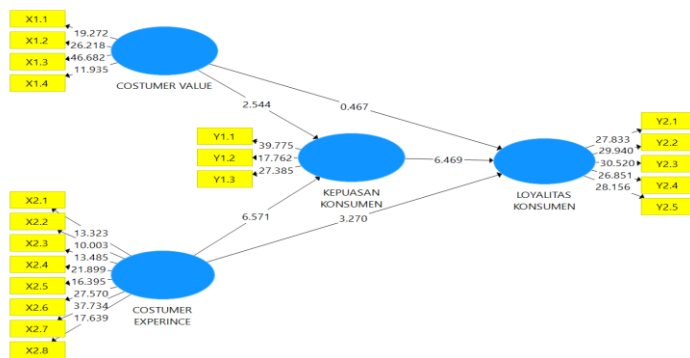 X1.1
X1.2
X1.3
X1.4
19.272
26.218
46.682
11.935
COSTUMER VALUE
2.544
0.467
Y1.1
Y1.2
Y1.3
39.775
17.762
27.385
KEPUASAN
KONSUMEN
6.469
Y2.1
Y2.2
Y2.3
Y2.4
Y2.5
27.833
29.940
30.520
26.851
28.156
LOYALITAS
KONSUMEN
6.571
3.270
X2.1
X2.2
X2.3
X2.4
X2.5
X2.6
X2.7
X2.8
13.323
10.003
13.485
21.899
16.395
27.570
37.734
17.639
COSTUMER
EXPERINCE